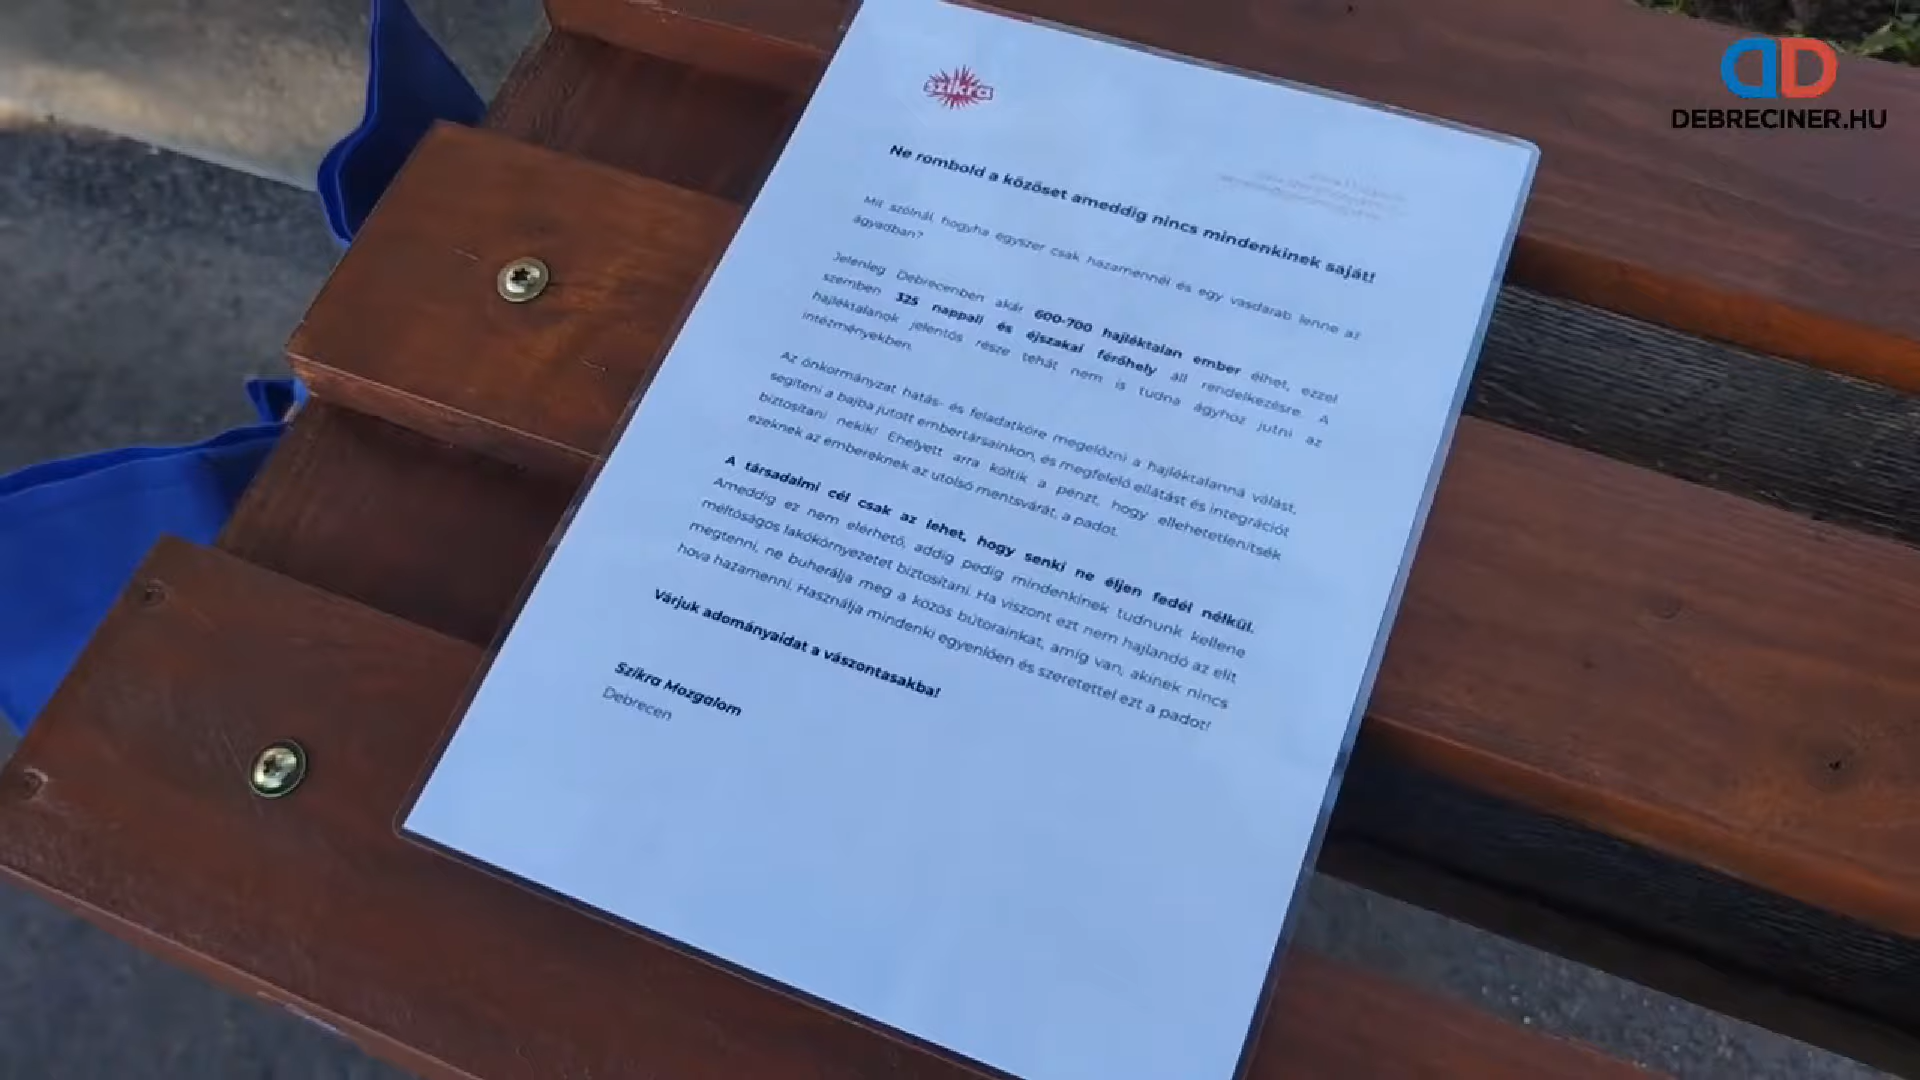 DEBRECINER.HU
szikra
Ne rombold a közöset ameddig nincs mindenkinek saját!
Mit szólnál, hogyha egyszer csak hazamennél és egy vasdarab lenne az
ágyadban?
Jelenleg Debrecenben akár 600-700 hajléktalan ember élhet, ezzel
szemben 325 nappali és éjszakai férőhely áll rendelkezésre. A
hajléktalanok jelentős része tehát nem is tudna ágyhoz jutni az
intézményekben.
Az önkormányzat hatás- és feladatköre megelőzni a hajléktalanná válást,
segíteni a bajba jutott embertársainkon, és megfelelő ellátást és integrációt
biztosítani nekik! Ehelyett arra költik a pénzt, hogy ellehetetlenítsék
ezeknek az embereknek az utolsó mentsvárát, a padot.
A társadalmi cél csak az lehet, hogy senki ne éljen fedél nélkül.
Ameddig ez nem elérhető, addig pedig mindenkinek tudnunk kellene
méltóságos lakókörnyezetet biztosítani. Ha viszont ezt nem hajlandó az elit
megtenni, ne buherálja meg a közös bútorainkat, amíg van, akinek nincs
hova hazamenni. Használja mindenki egyenlően és szeretettel ezt a padot!
Várjuk adományaidat a vászontasakba!
Szikra Mozgalom
Debrecen